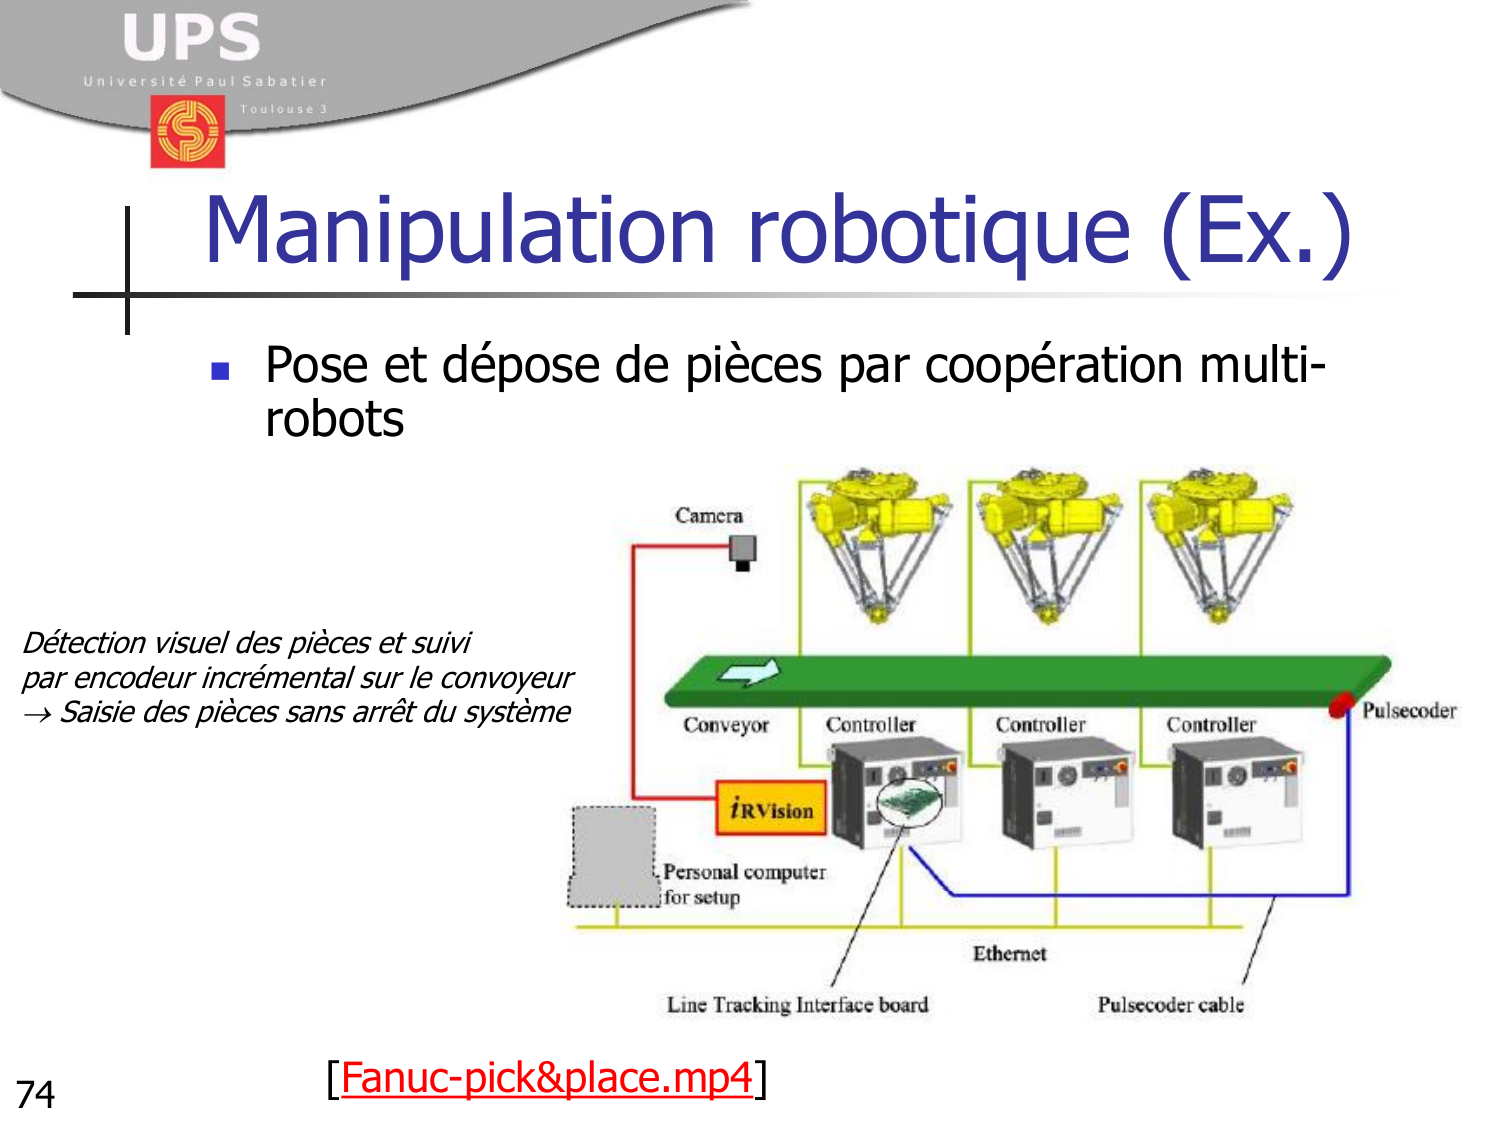 UPS
Université Paul Sabatier
Toulouse 3
Manipulation robotique (Ex.)
Pose et dépose de pièces par coopération multi-
robots
Camera
Détection visuel des pièces et suivi
par encodeur incrémental sur le convoyeur
→ Saisie des pièces sans arrêt du système
Conveyor
Controller
Controller
Controller
Pulsecoder
iRVision
Personal computer
for setup
Ethernet
Line Tracking Interface board
Pulsecoder cable
[Fanuc-pick&place.mp4]
74